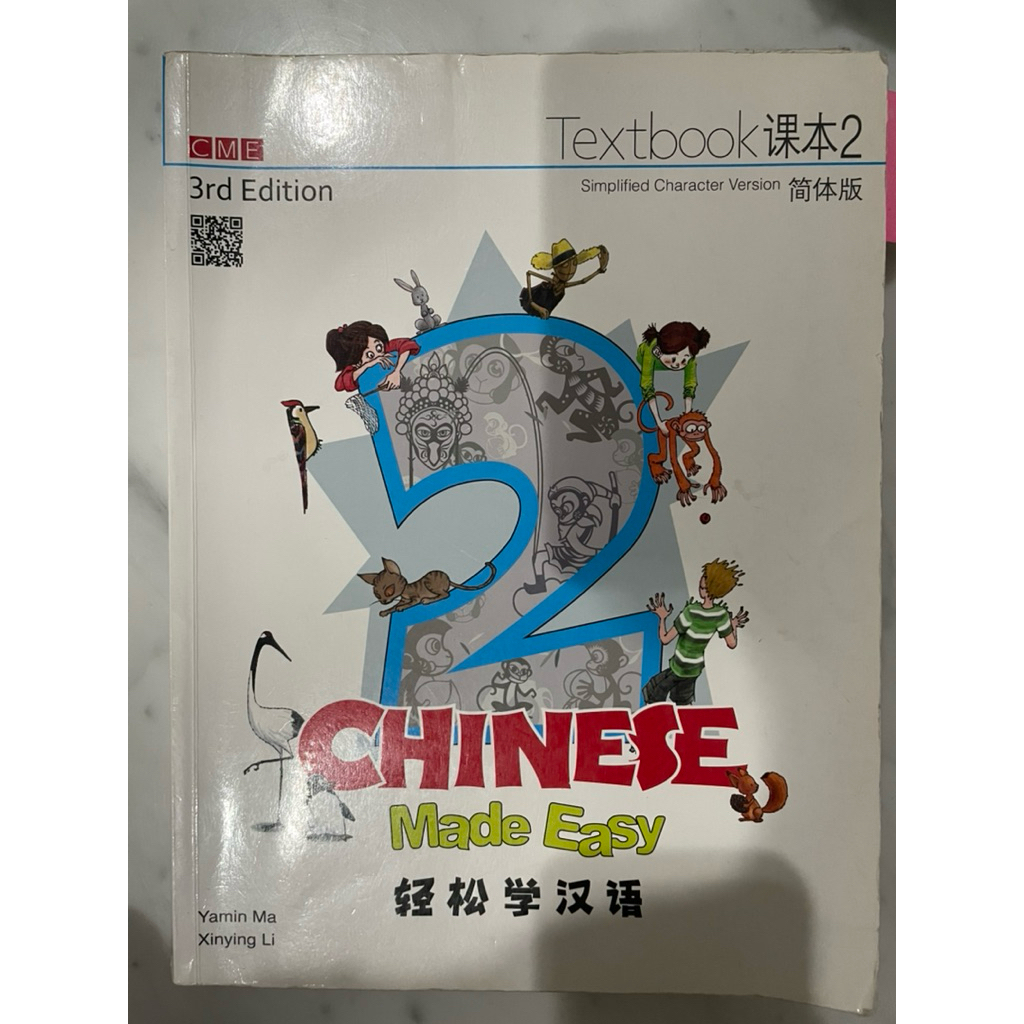 Textbook课本2
CME
3rd Edition
Simplified Character Version 简体版
2
CHINESE
Made Easy
轻松学汉语
Yamin Ma
Xinying Li